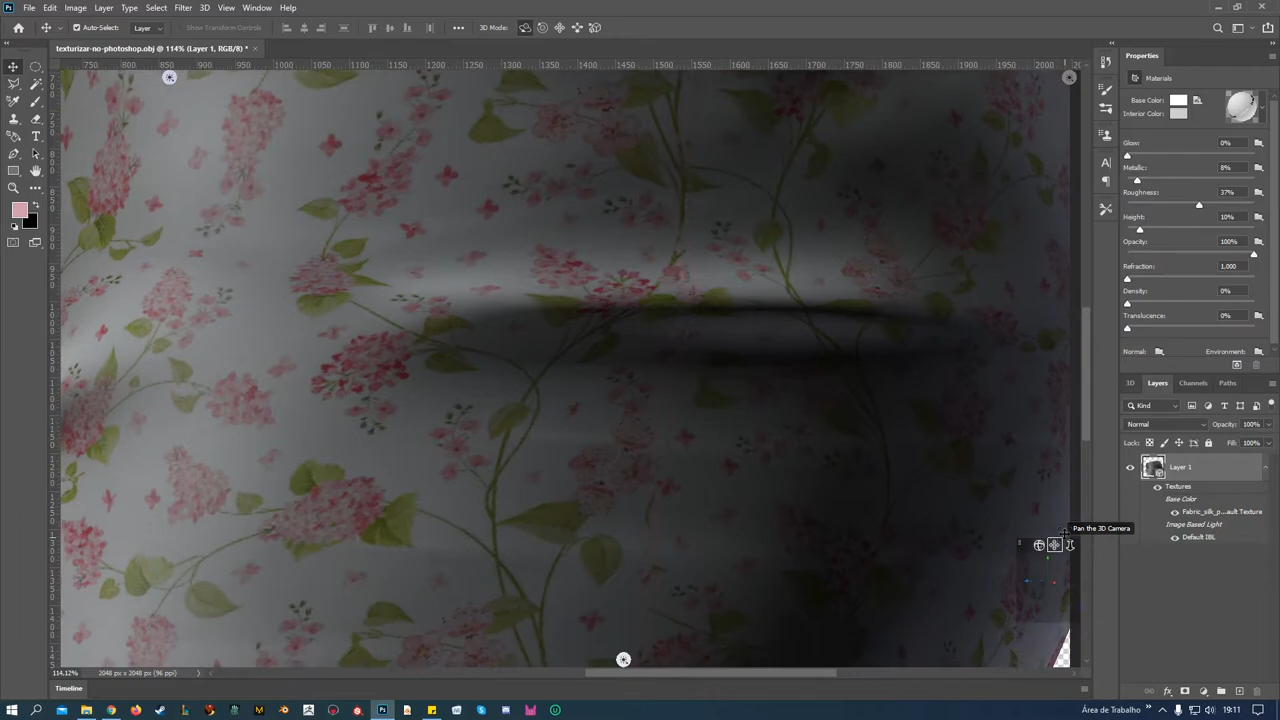 File Edit Image Layer Type Select Filter 3D View Window Help
Auto-Select: Layer Show Transform Controls 3D Mode:
texturizar-no-photoshop.obj @ 114% (Layer 1, RGB/8) *
750 800 850 900 950 1000 1050 1100 1150 1200 1250 1300 1350 1400 1450 1500 1550 1600 1650 1700 1750 1800 1850 1900 1950 2000
Properties
Materials
Base Color:
Interior Color:
Glow: 0%
Metallic: 8%
Roughness: 37%
Height: 10%
Opacity: 100%
Refraction: 1,000
Density: 0%
Translucence: 0%
Normal: Environment:
3D Layers Channels Paths
Kind
Normal Opacity: 100%
Lock: Fill: 100%
Layer 1
Textures
Base Color
Fabric_silk_p...ault Texture
Image Based Light
Default IBL
Pan the 3D Camera
114,12% 2048 px x 2048 px (96 ppi)
Timeline
Área de Trabalho 19:11